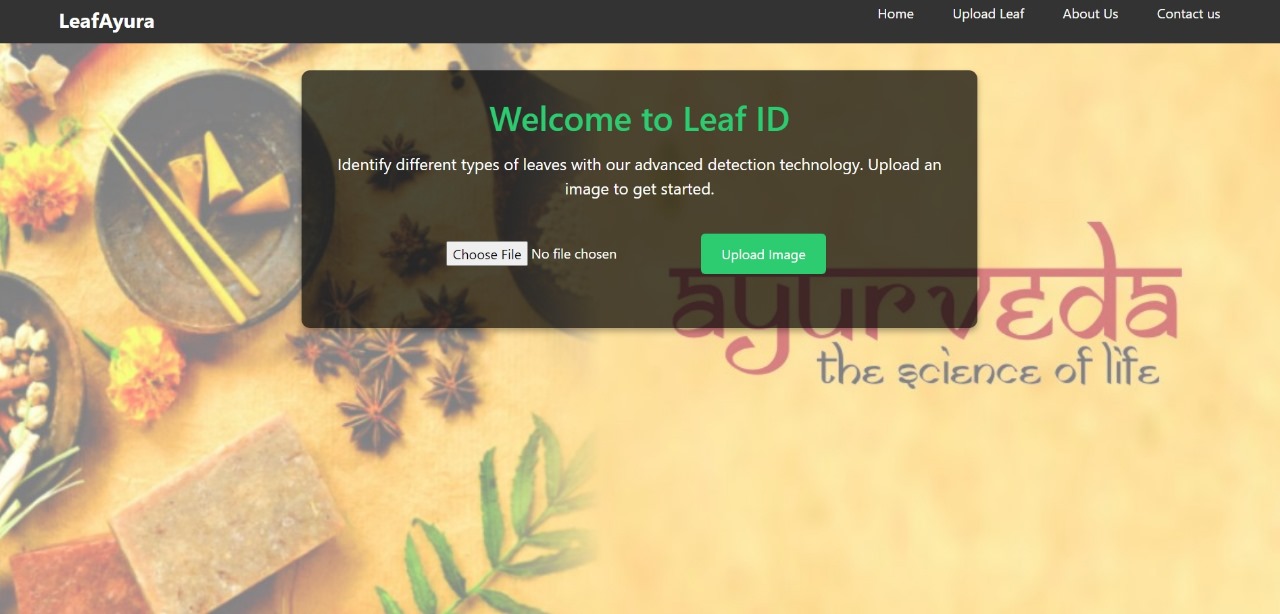 LeafAyura
Home Upload Leaf About Us Contact us
Welcome to Leaf ID
Identify different types of leaves with our advanced detection technology. Upload an
image to get started.
Choose File No file chosen Upload Image
ayurveda
the science of life